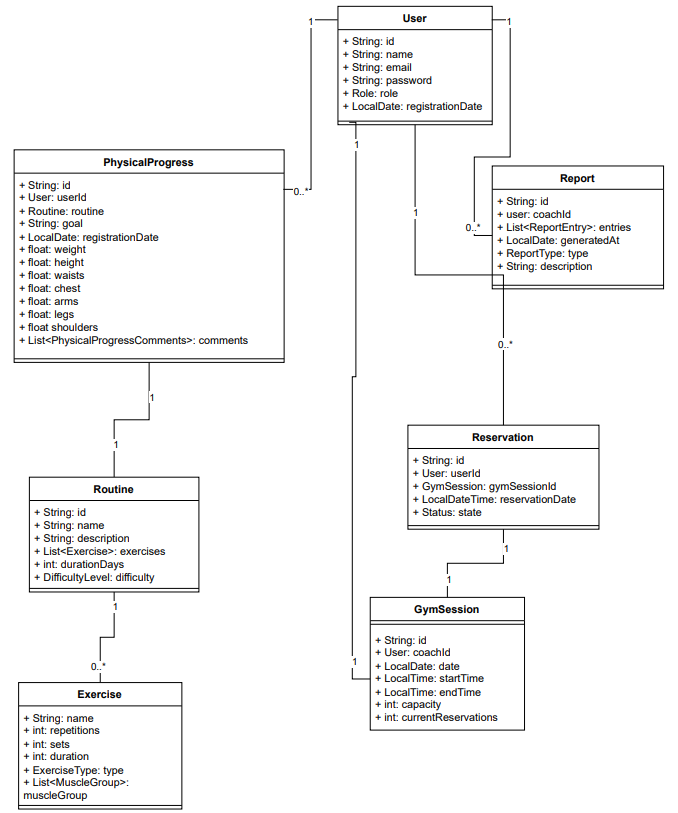 User
+ String: id
+ String: name
+ String: email
+ String: password
+ Role: role
+ LocalDate: registrationDate
1
1
1
1
0..*
0..*
PhysicalProgress
+ String: id
+ User: userId
+ Routine: routine
+ String: goal
+ LocalDate: registrationDate
+ float: weight
+ float: height
+ float: waists
+ float: chest
+ float: arms
+ float: legs
+ float shoulders
+ List<PhysicalProgressComments>: comments
Report
+ String: id
+ user: coachId
+ List<ReportEntry>: entries
+ LocalDate: generatedAt
+ ReportType: type
+ String: description
0..*
1
1
Reservation
+ String: id
+ User: userId
+ GymSession: gymSessionId
+ LocalDateTime: reservationDate
+ Status: state
Routine
+ String: id
+ String: name
+ String: description
+ List<Exercise>: exercises
+ int: durationDays
+ DifficultyLevel: difficulty
1
1
1
0..*
1
GymSession
+ String: id
+ User: coachId
+ LocalDate: date
+ LocalTime: startTime
+ LocalTime: endTime
+ int: capacity
+ int: currentReservations
Exercise
+ String: name
+ int: repetitions
+ int: sets
+ int: duration
+ ExerciseType: type
+ List<MuscleGroup>:
muscleGroup